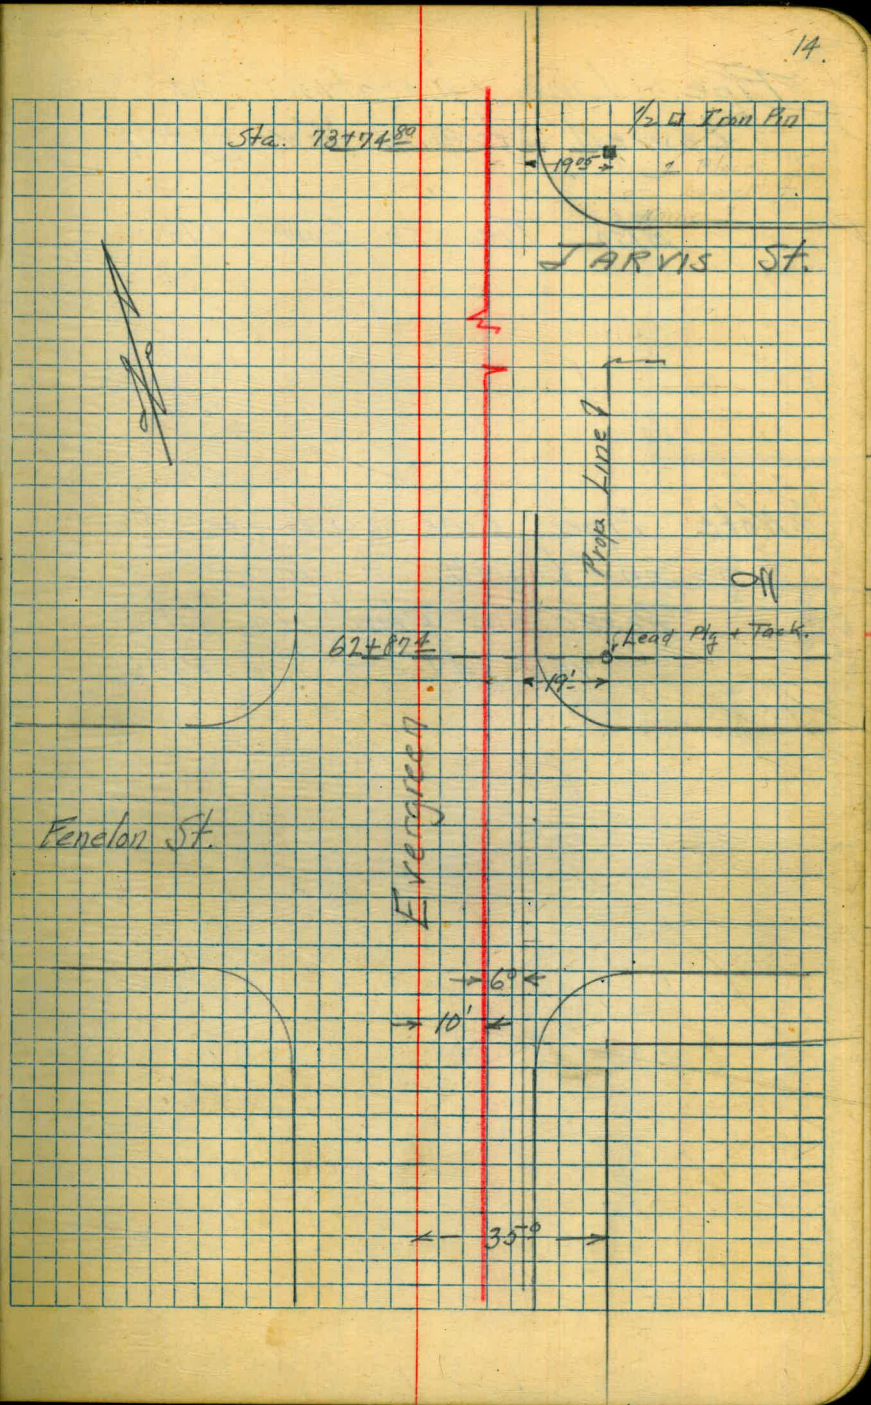 14.
1/2 □ Iron Pin
Sta. 73+74 80
19 05
JARVIS St.
Prop. Line
62+87 4
Lead Plg + Tack.
19'
Evergreen
Fenelon St.
6 0
10'
35 0